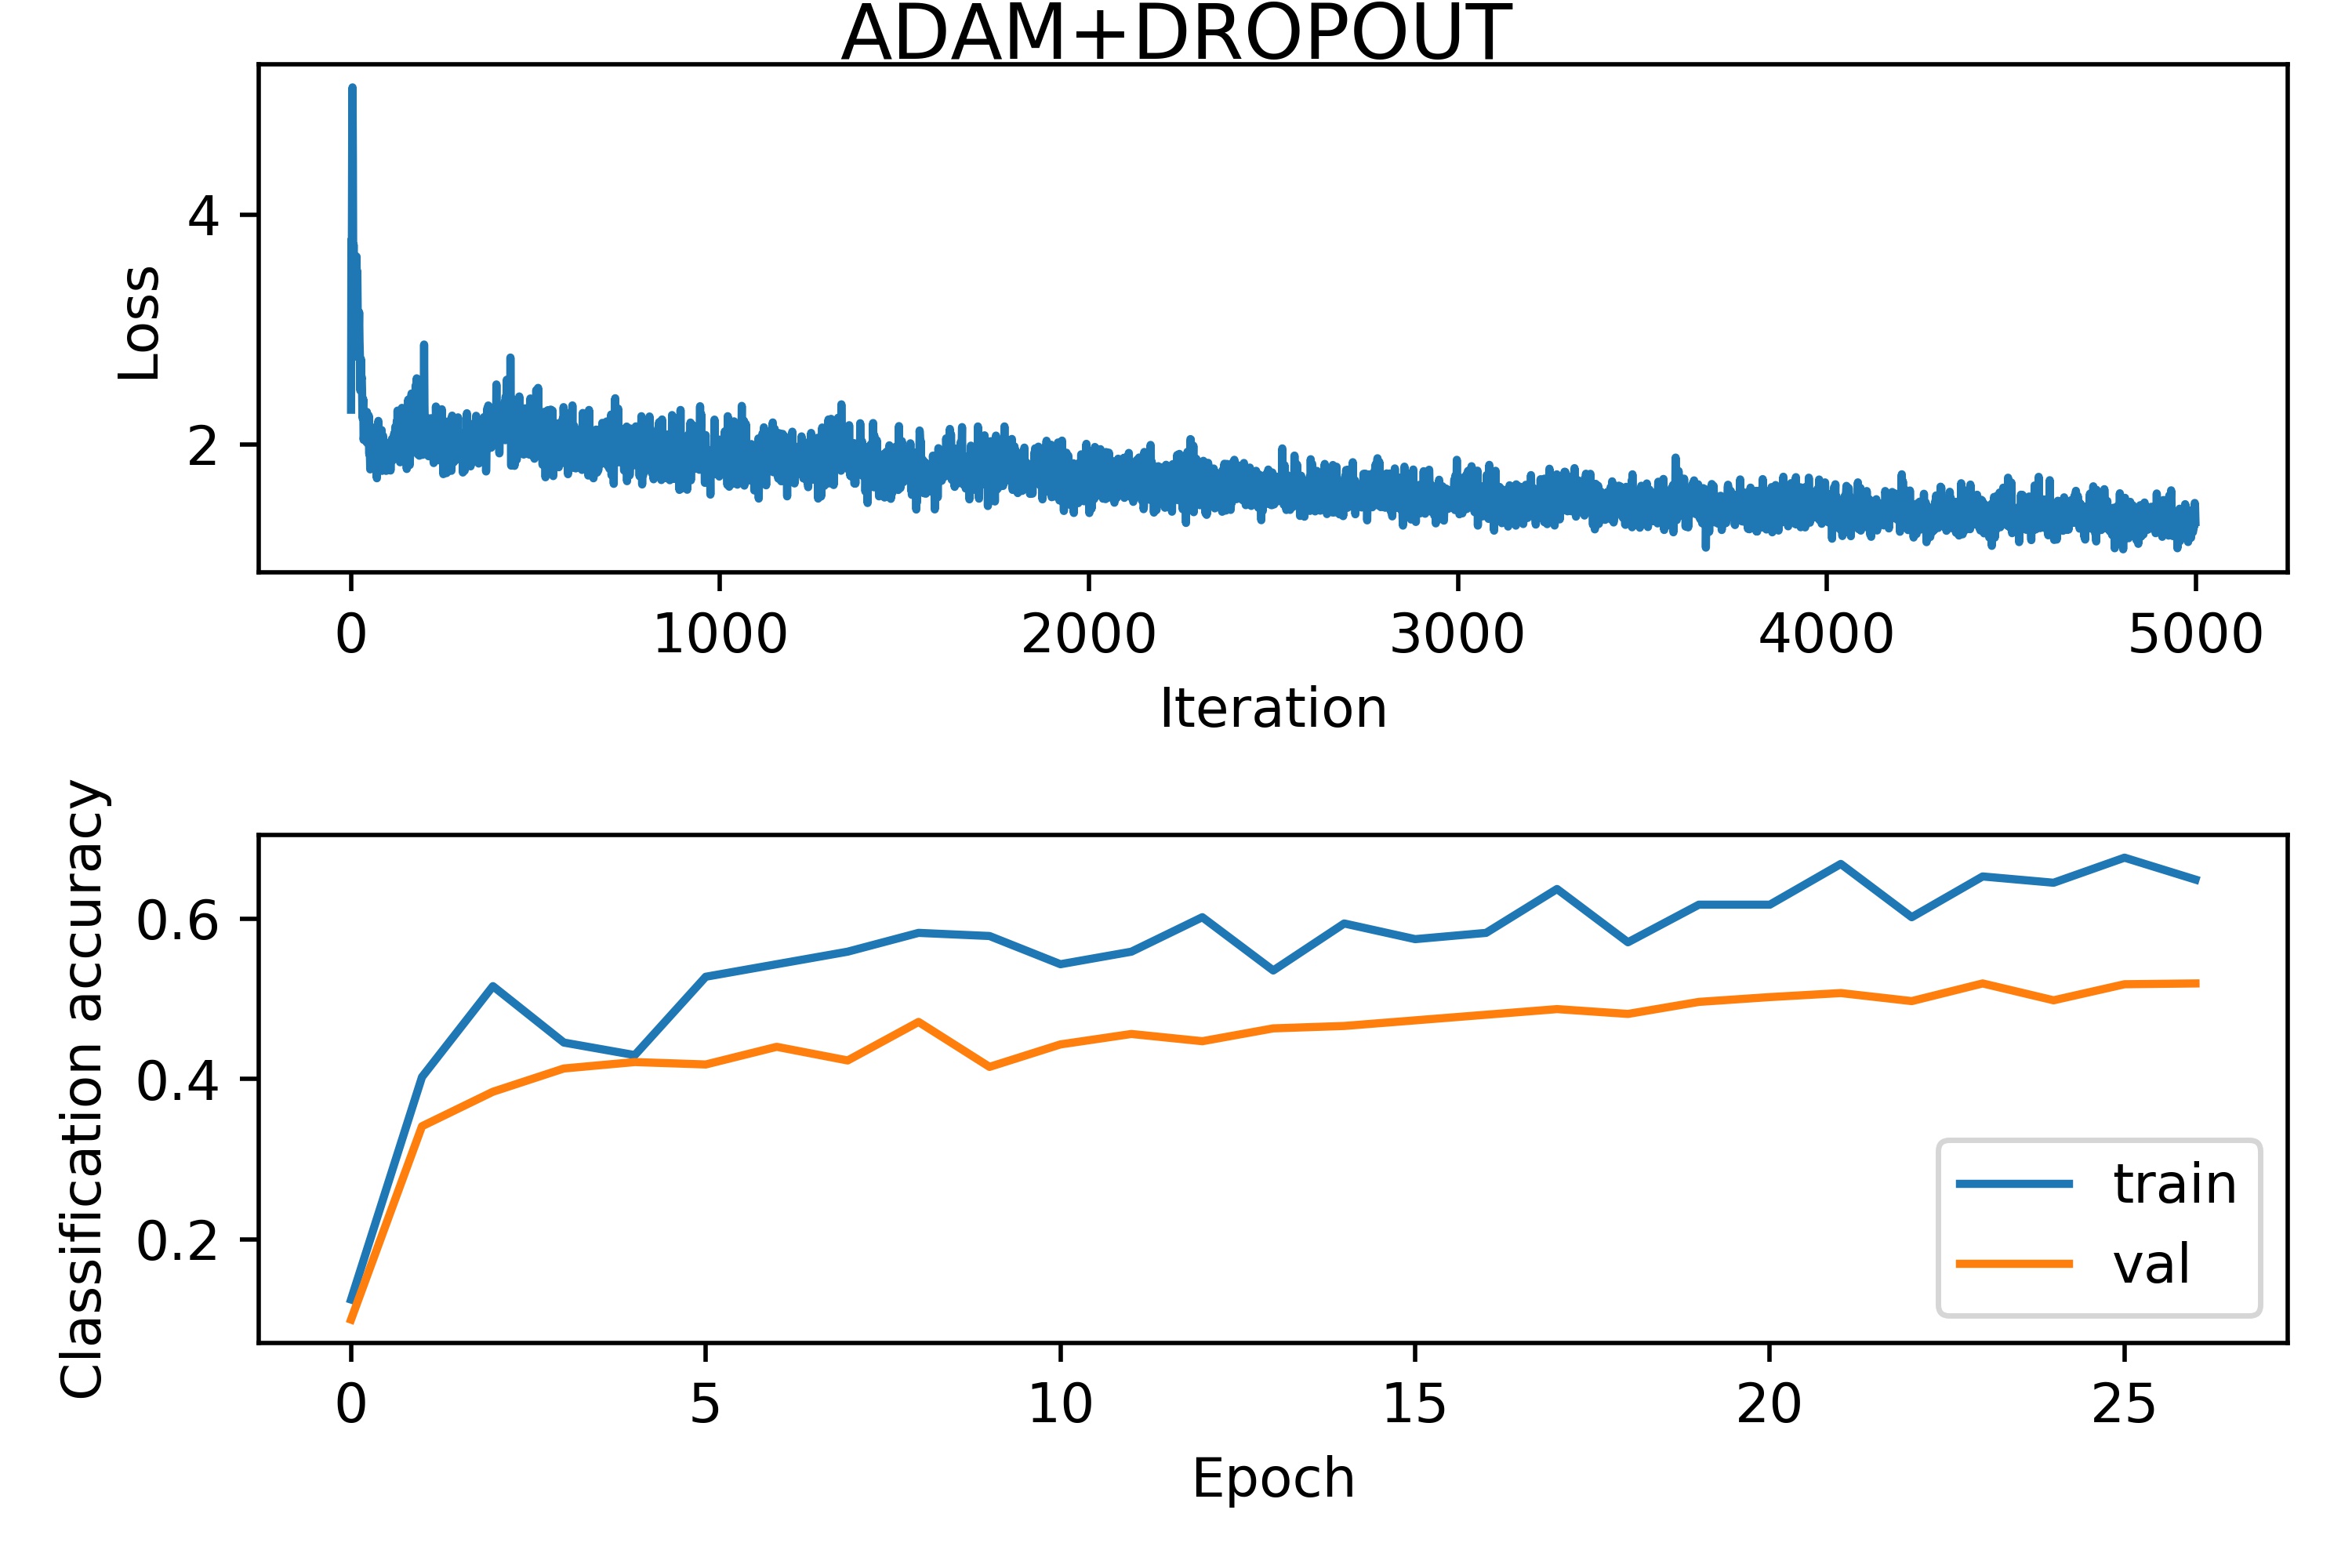 ADAM+DROPOUT
4
2
Loss
0 1000 2000 3000 4000 5000
Iteration
Classification accuracy
0.6
0.4
0.2
train
val
0 5 10 15 20 25
Epoch